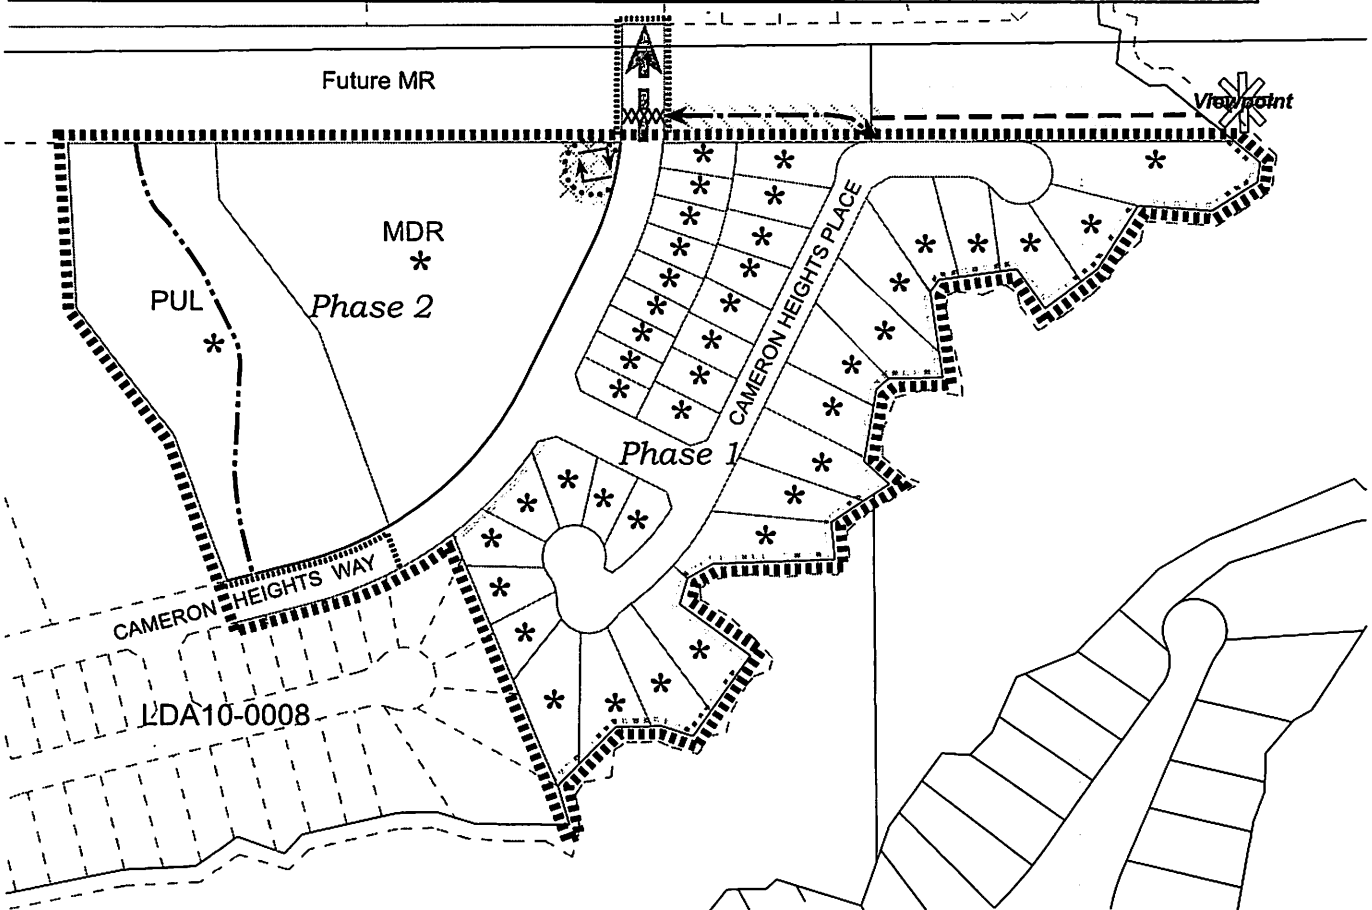 Future MR
Viewpoint
MDR
PUL
Phase 2
CAMERON HEIGHTS PLACE
Phase 1
CAMERON HEIGHTS WAY
LDA10-0008